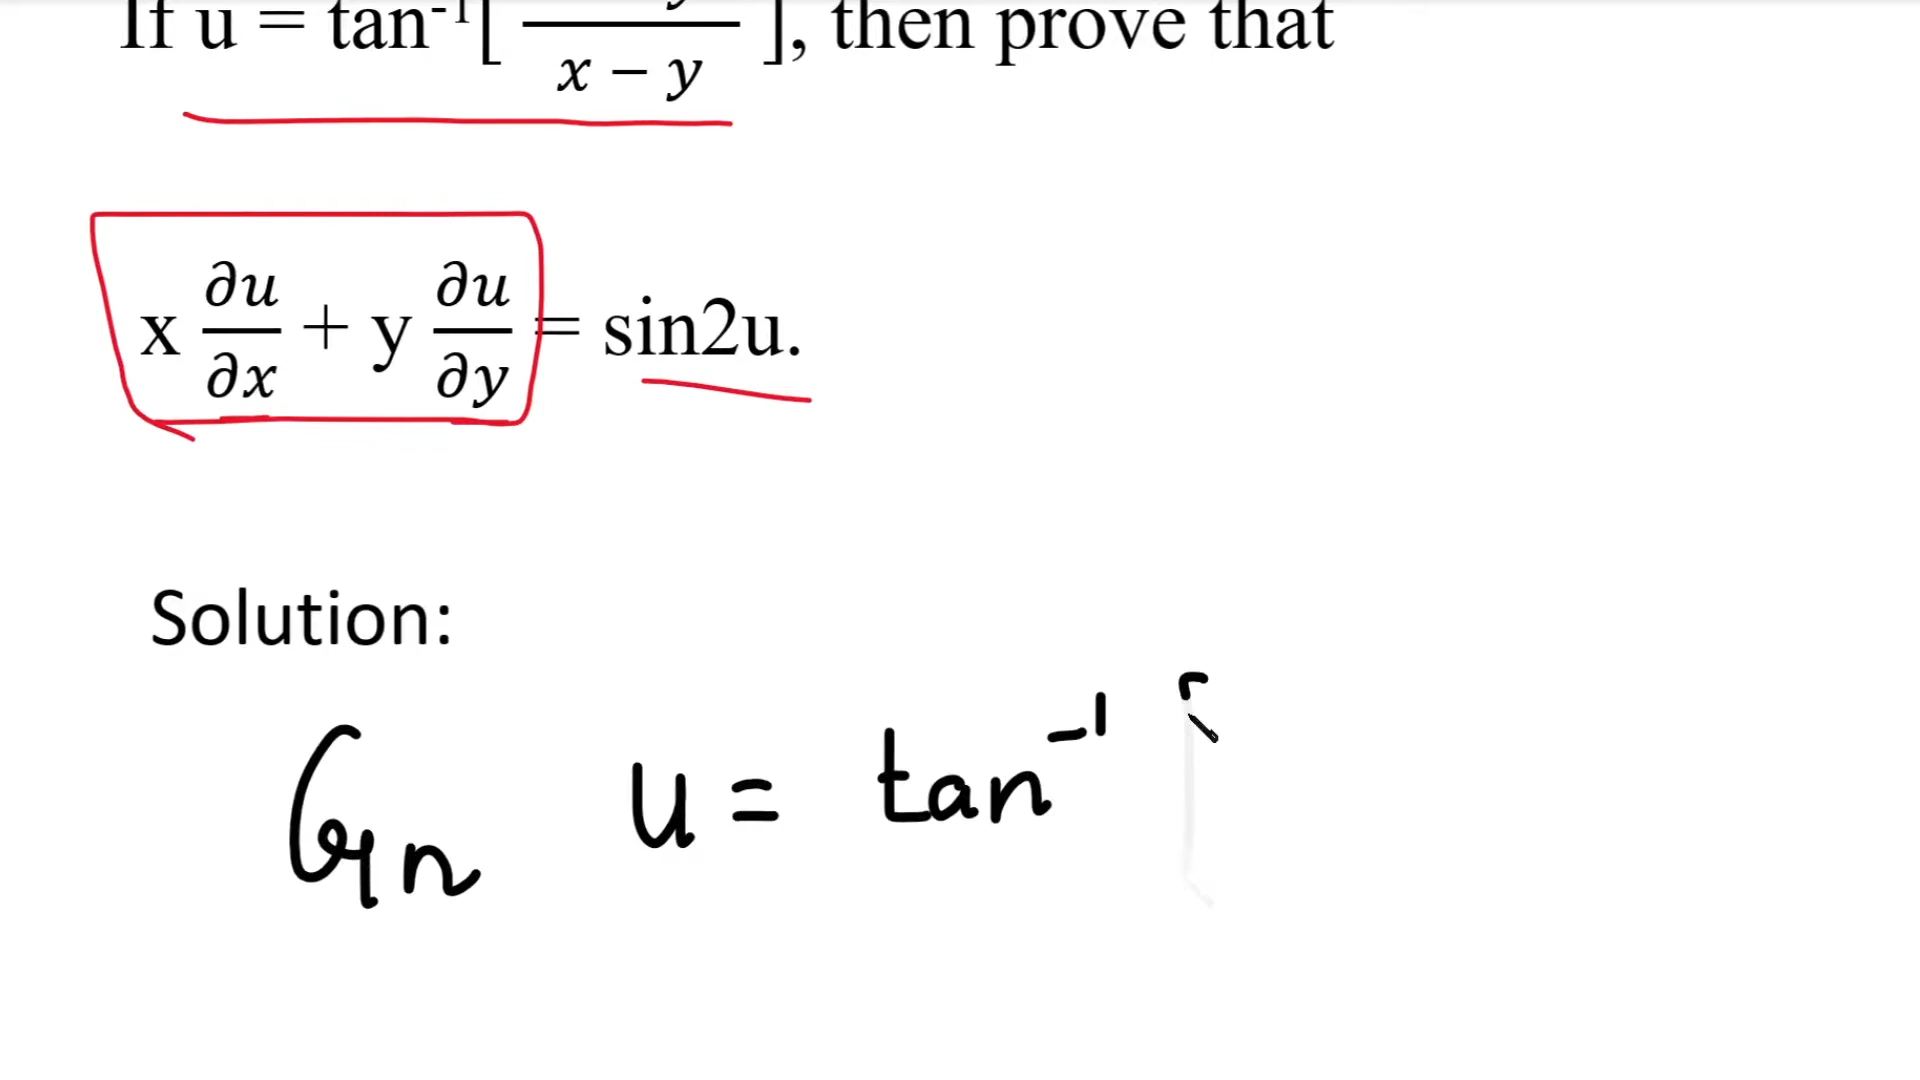 If u = tan⁻¹[ / x − y ], then prove that
x ∂u/∂x + y ∂u/∂y = sin2u.
Solution:
Gn u = tan⁻¹ [